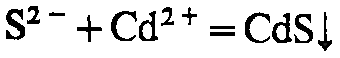 S²⁻ + Cd²⁺ = CdS↓